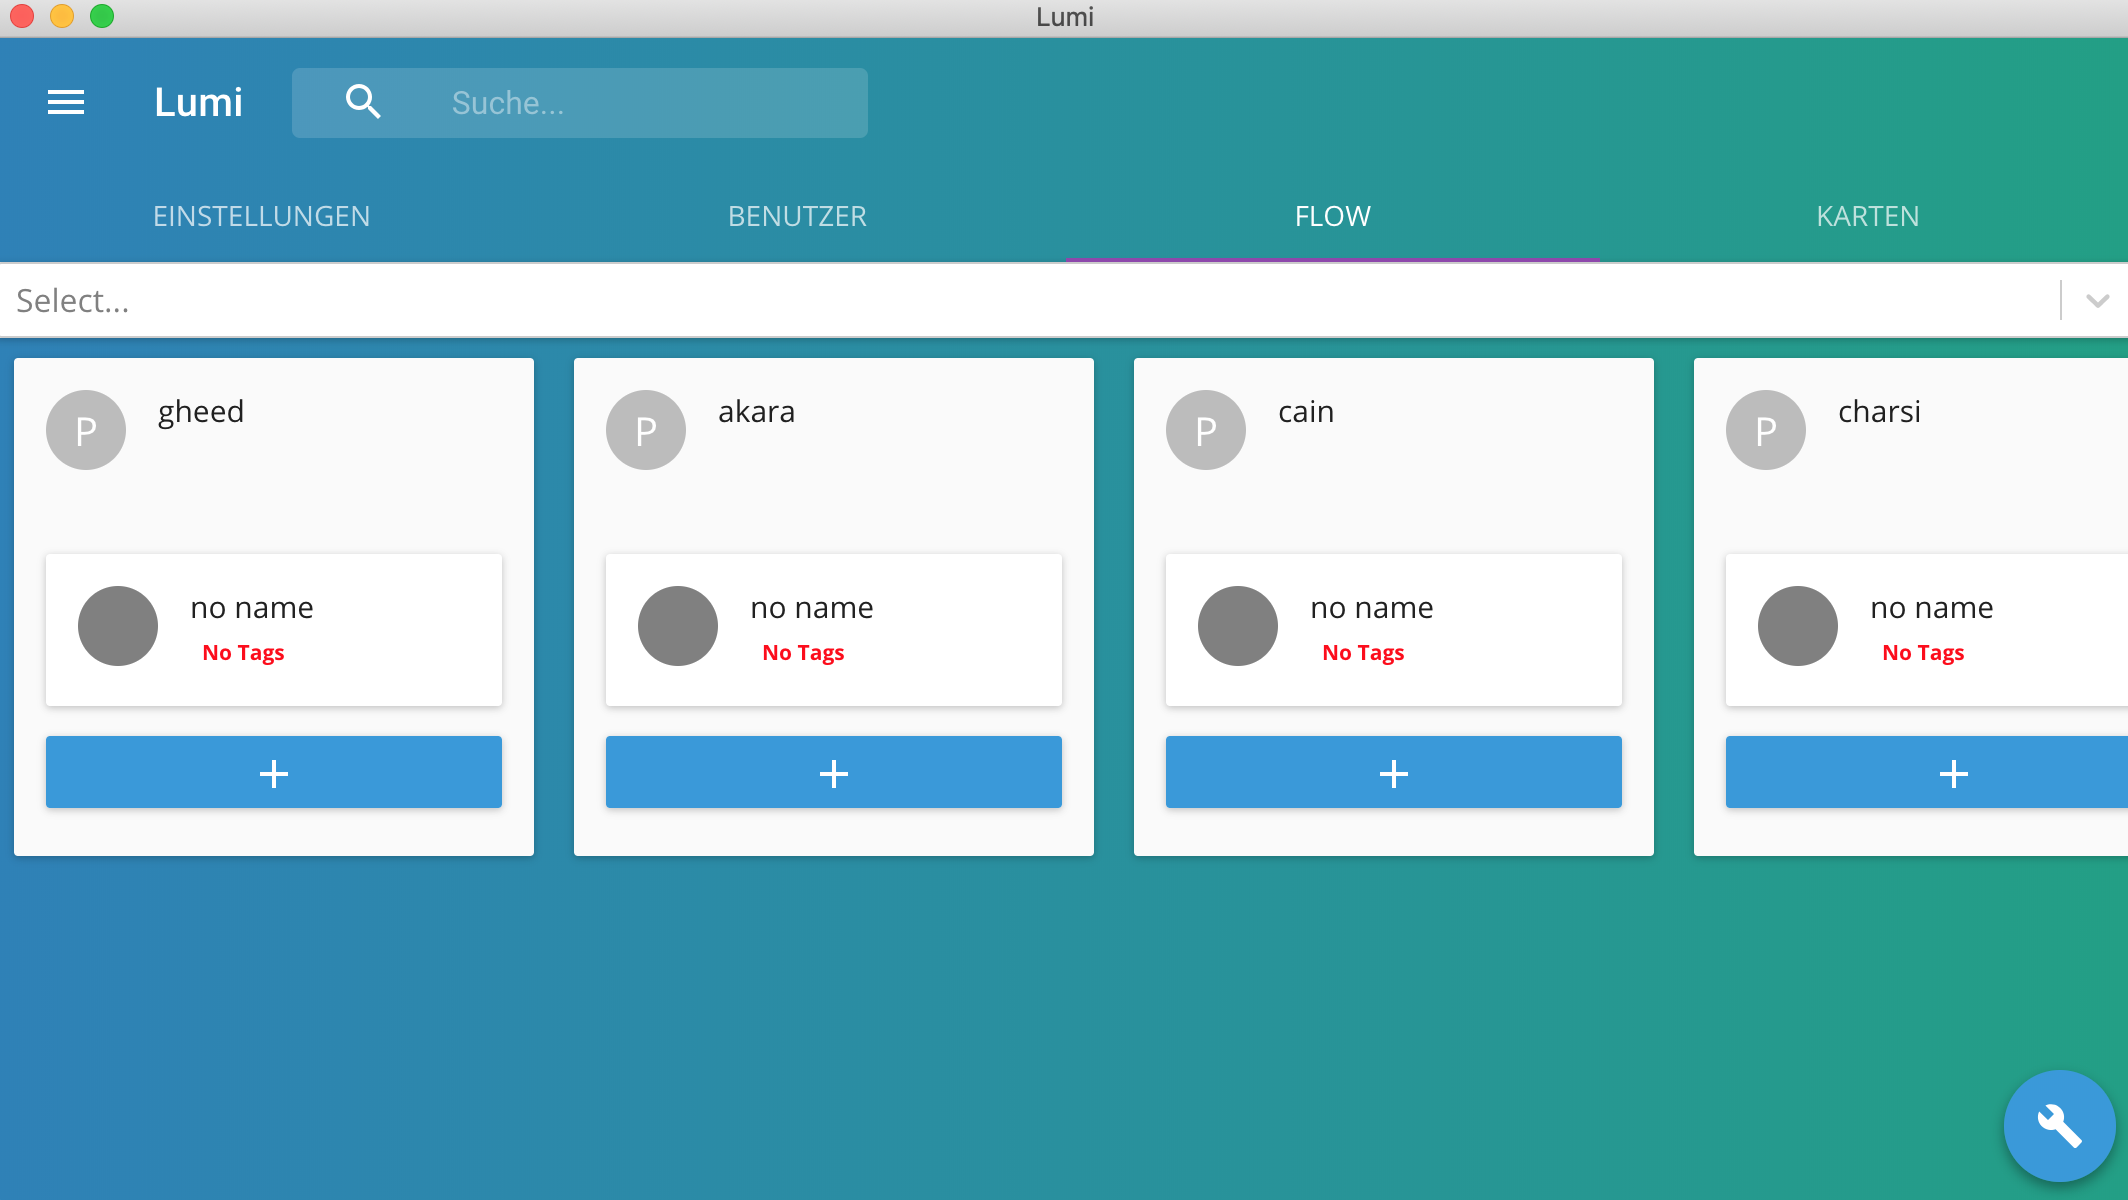 Lumi
Lumi
Suche...
EINSTELLUNGEN
BENUTZER
FLOW
KARTEN
Select...
P
gheed
no name
No Tags
P
akara
no name
No Tags
P
cain
no name
No Tags
P
charsi
no name
No Tags